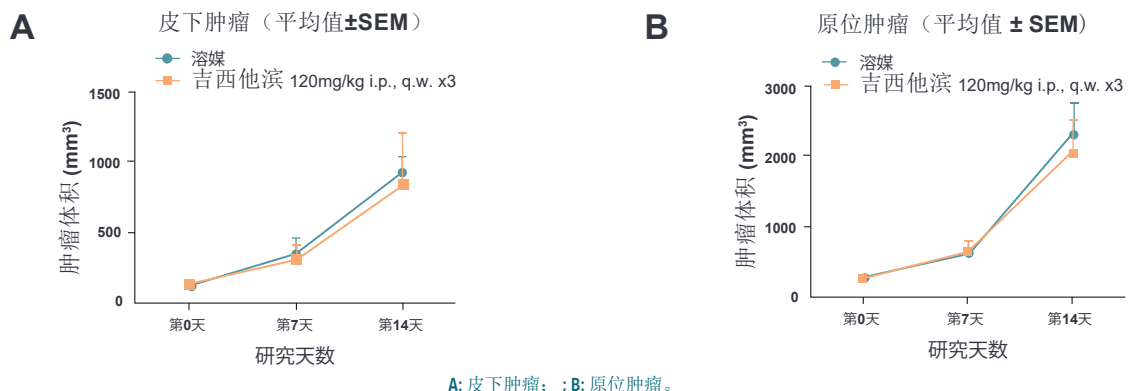 A
皮下肿瘤（平均值±SEM）
溶媒
吉西他滨 120mg/kg i.p., q.w. x3
肿瘤体积 (mm³)
1500
1000
500
0
第0天
第7天
第14天
研究天数
B
原位肿瘤（平均值 ± SEM)
溶媒
吉西他滨 120mg/kg i.p., q.w. x3
肿瘤体积 (mm³)
3000
2000
1000
0
第0天
第7天
第14天
研究天数
A: 皮下肿瘤； ; B: 原位肿瘤。